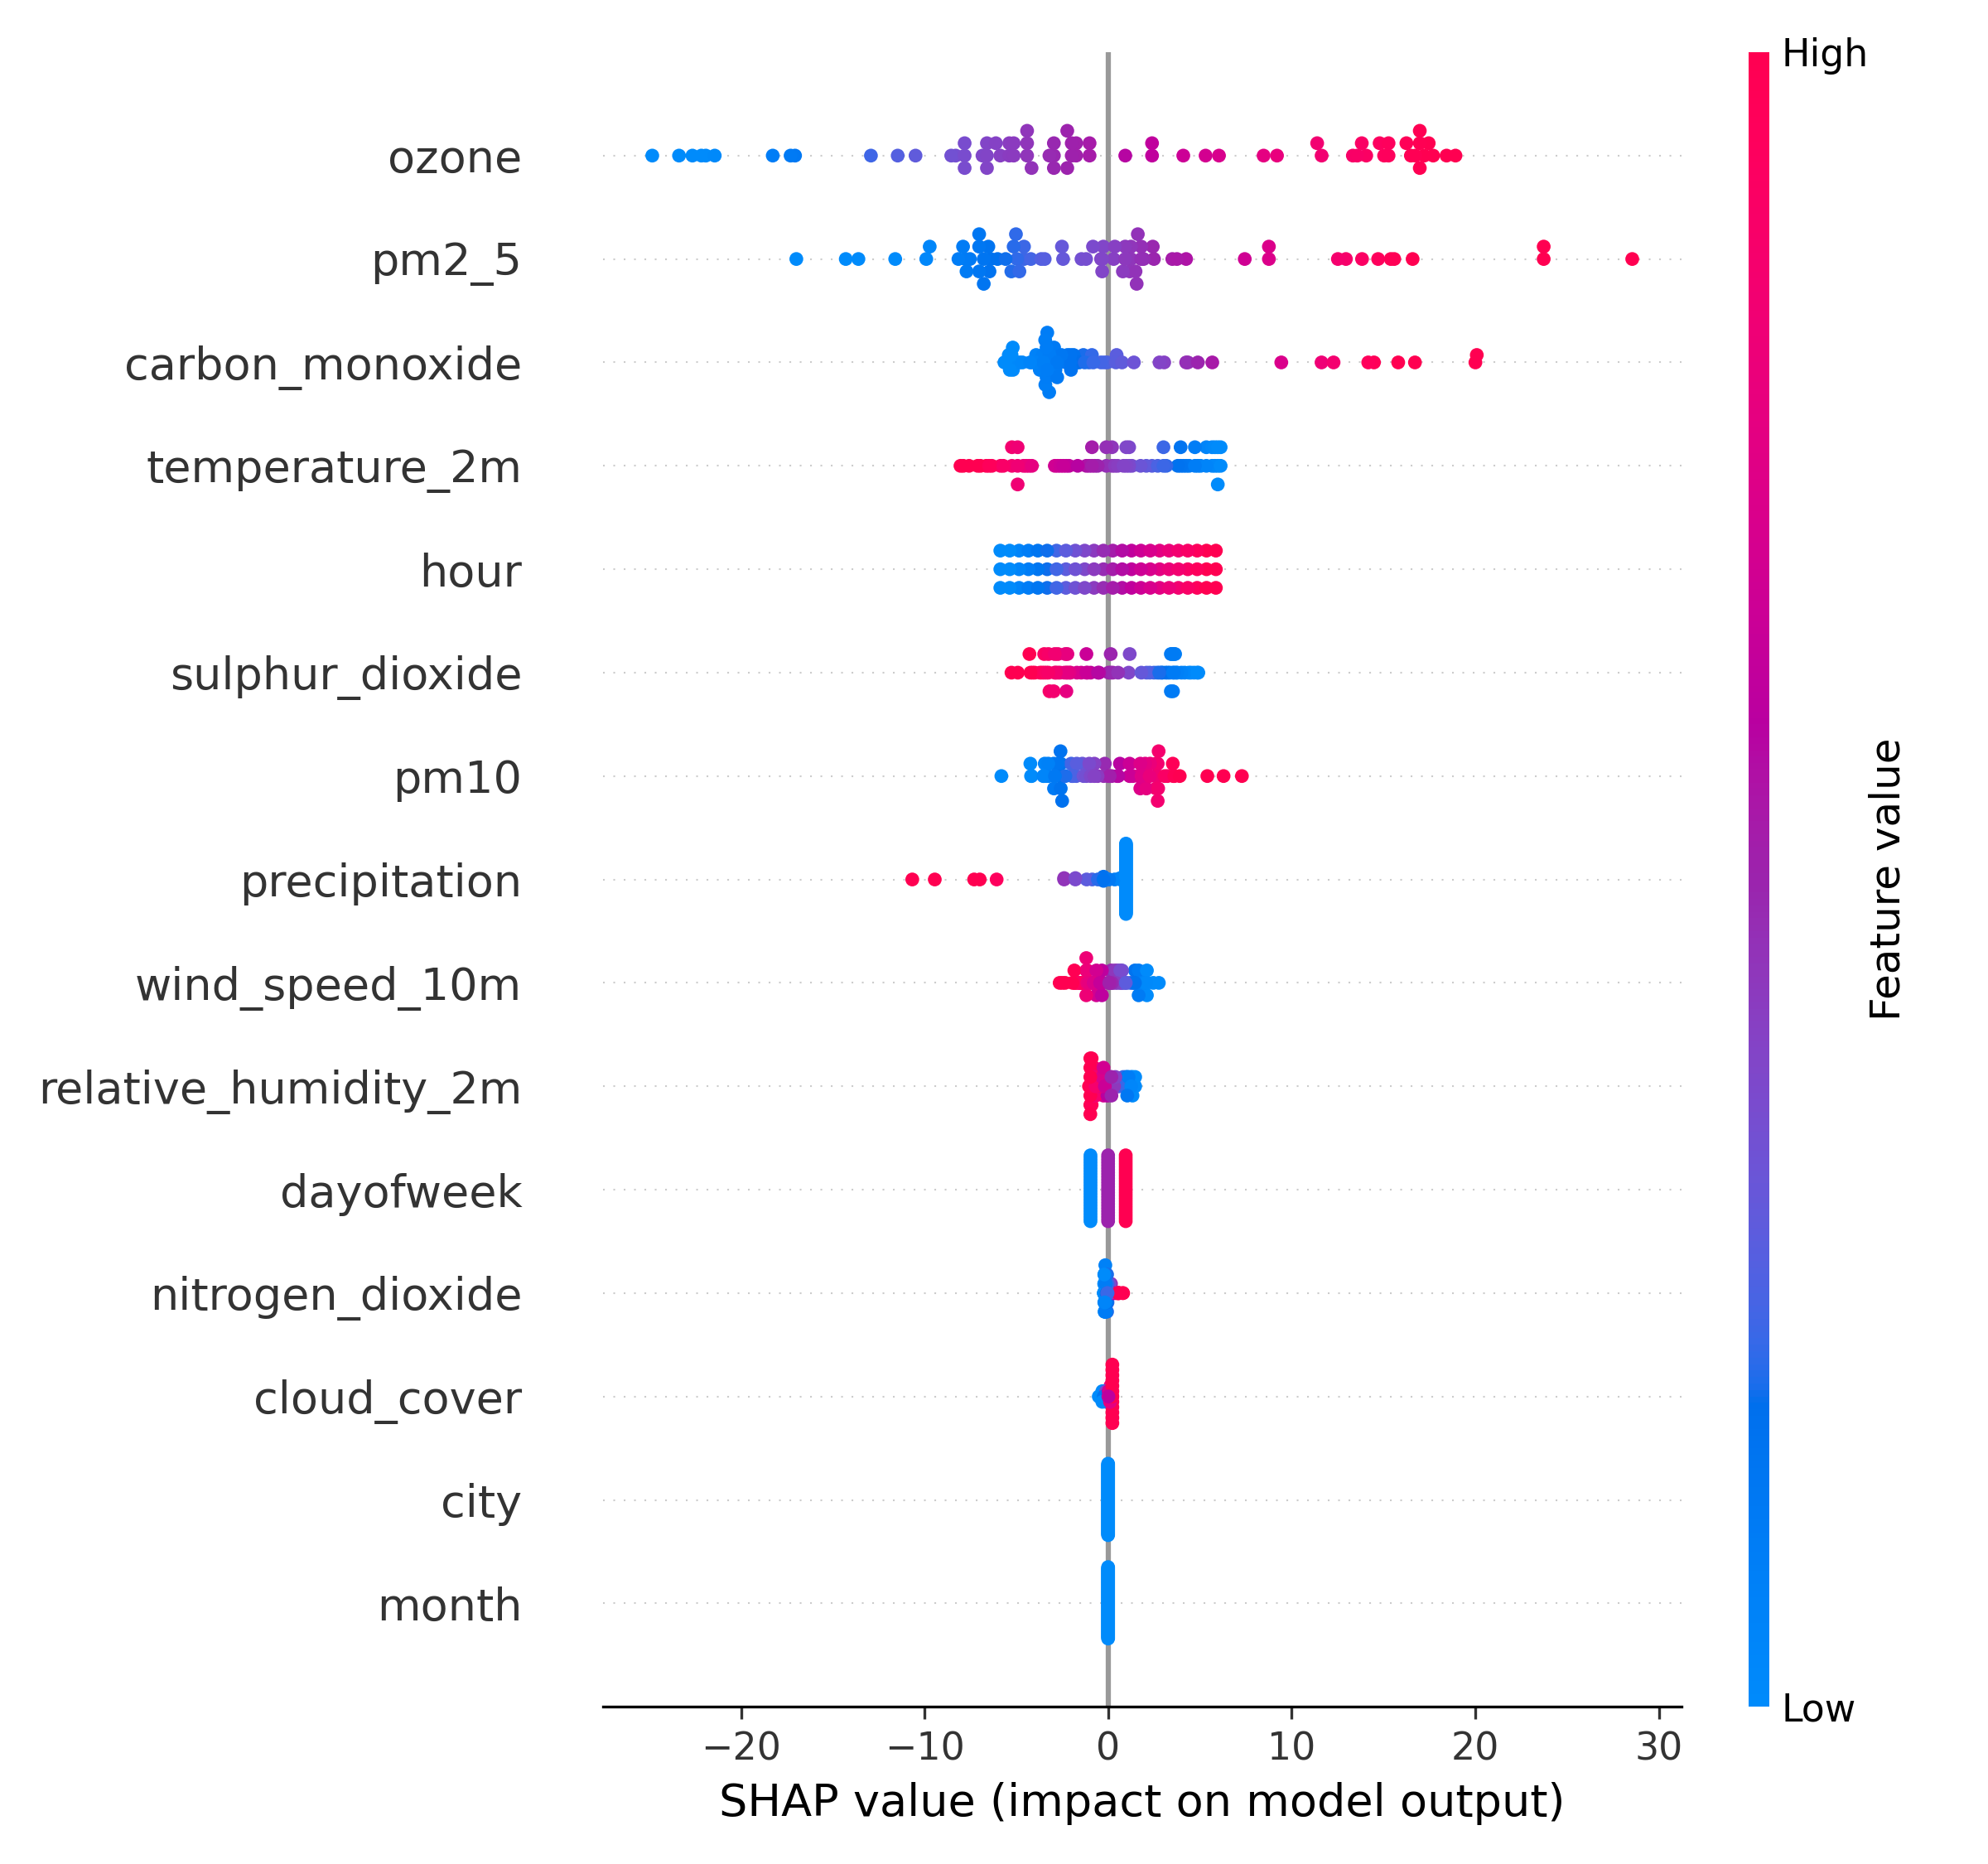 High
ozone
pm2_5
carbon_monoxide
temperature_2m
hour
sulphur_dioxide
pm10
precipitation
wind_speed_10m
relative_humidity_2m
dayofweek
nitrogen_dioxide
cloud_cover
city
month
Feature value
Low
−20 −10 0 10 20 30
SHAP value (impact on model output)